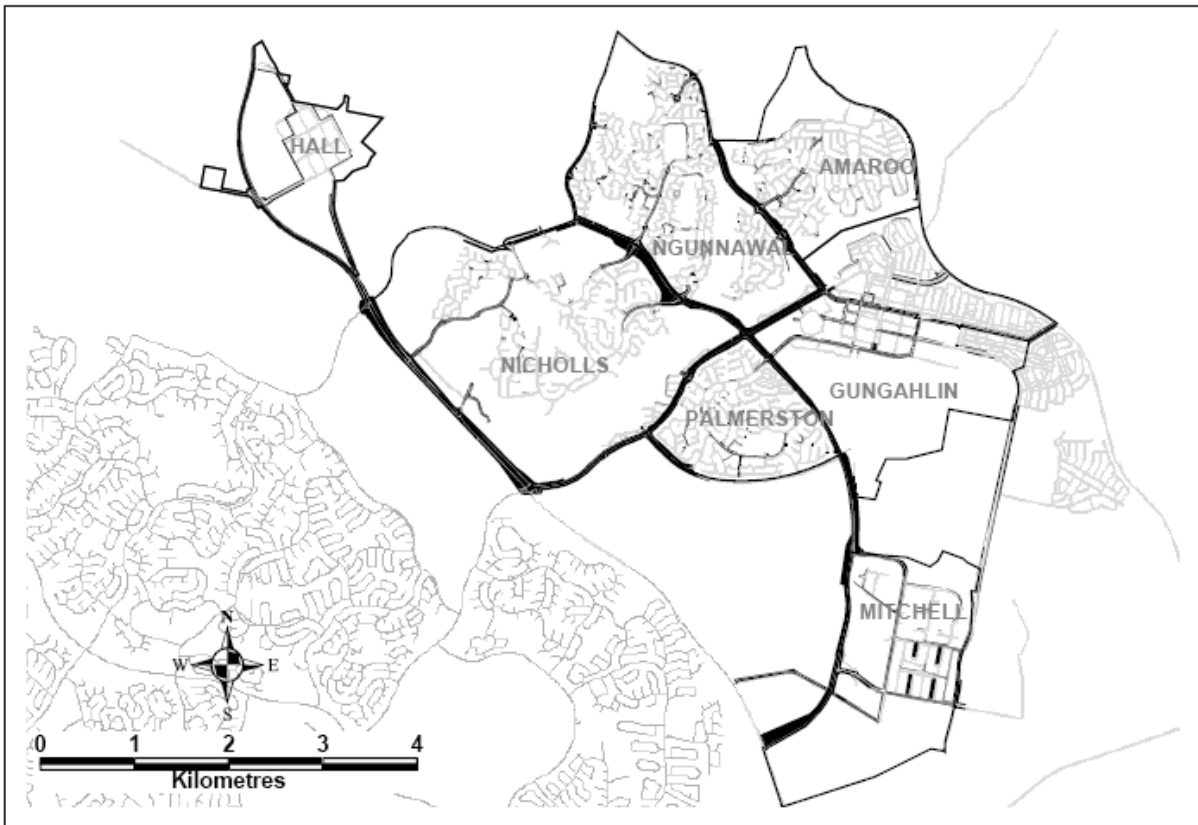 HALL
AMAROO
NGUNNAWAL
NICHOLLS
GUNGAHLIN
PALMERSTON
MITCHELL
N
W E
S
0 1 2 3 4
Kilometres